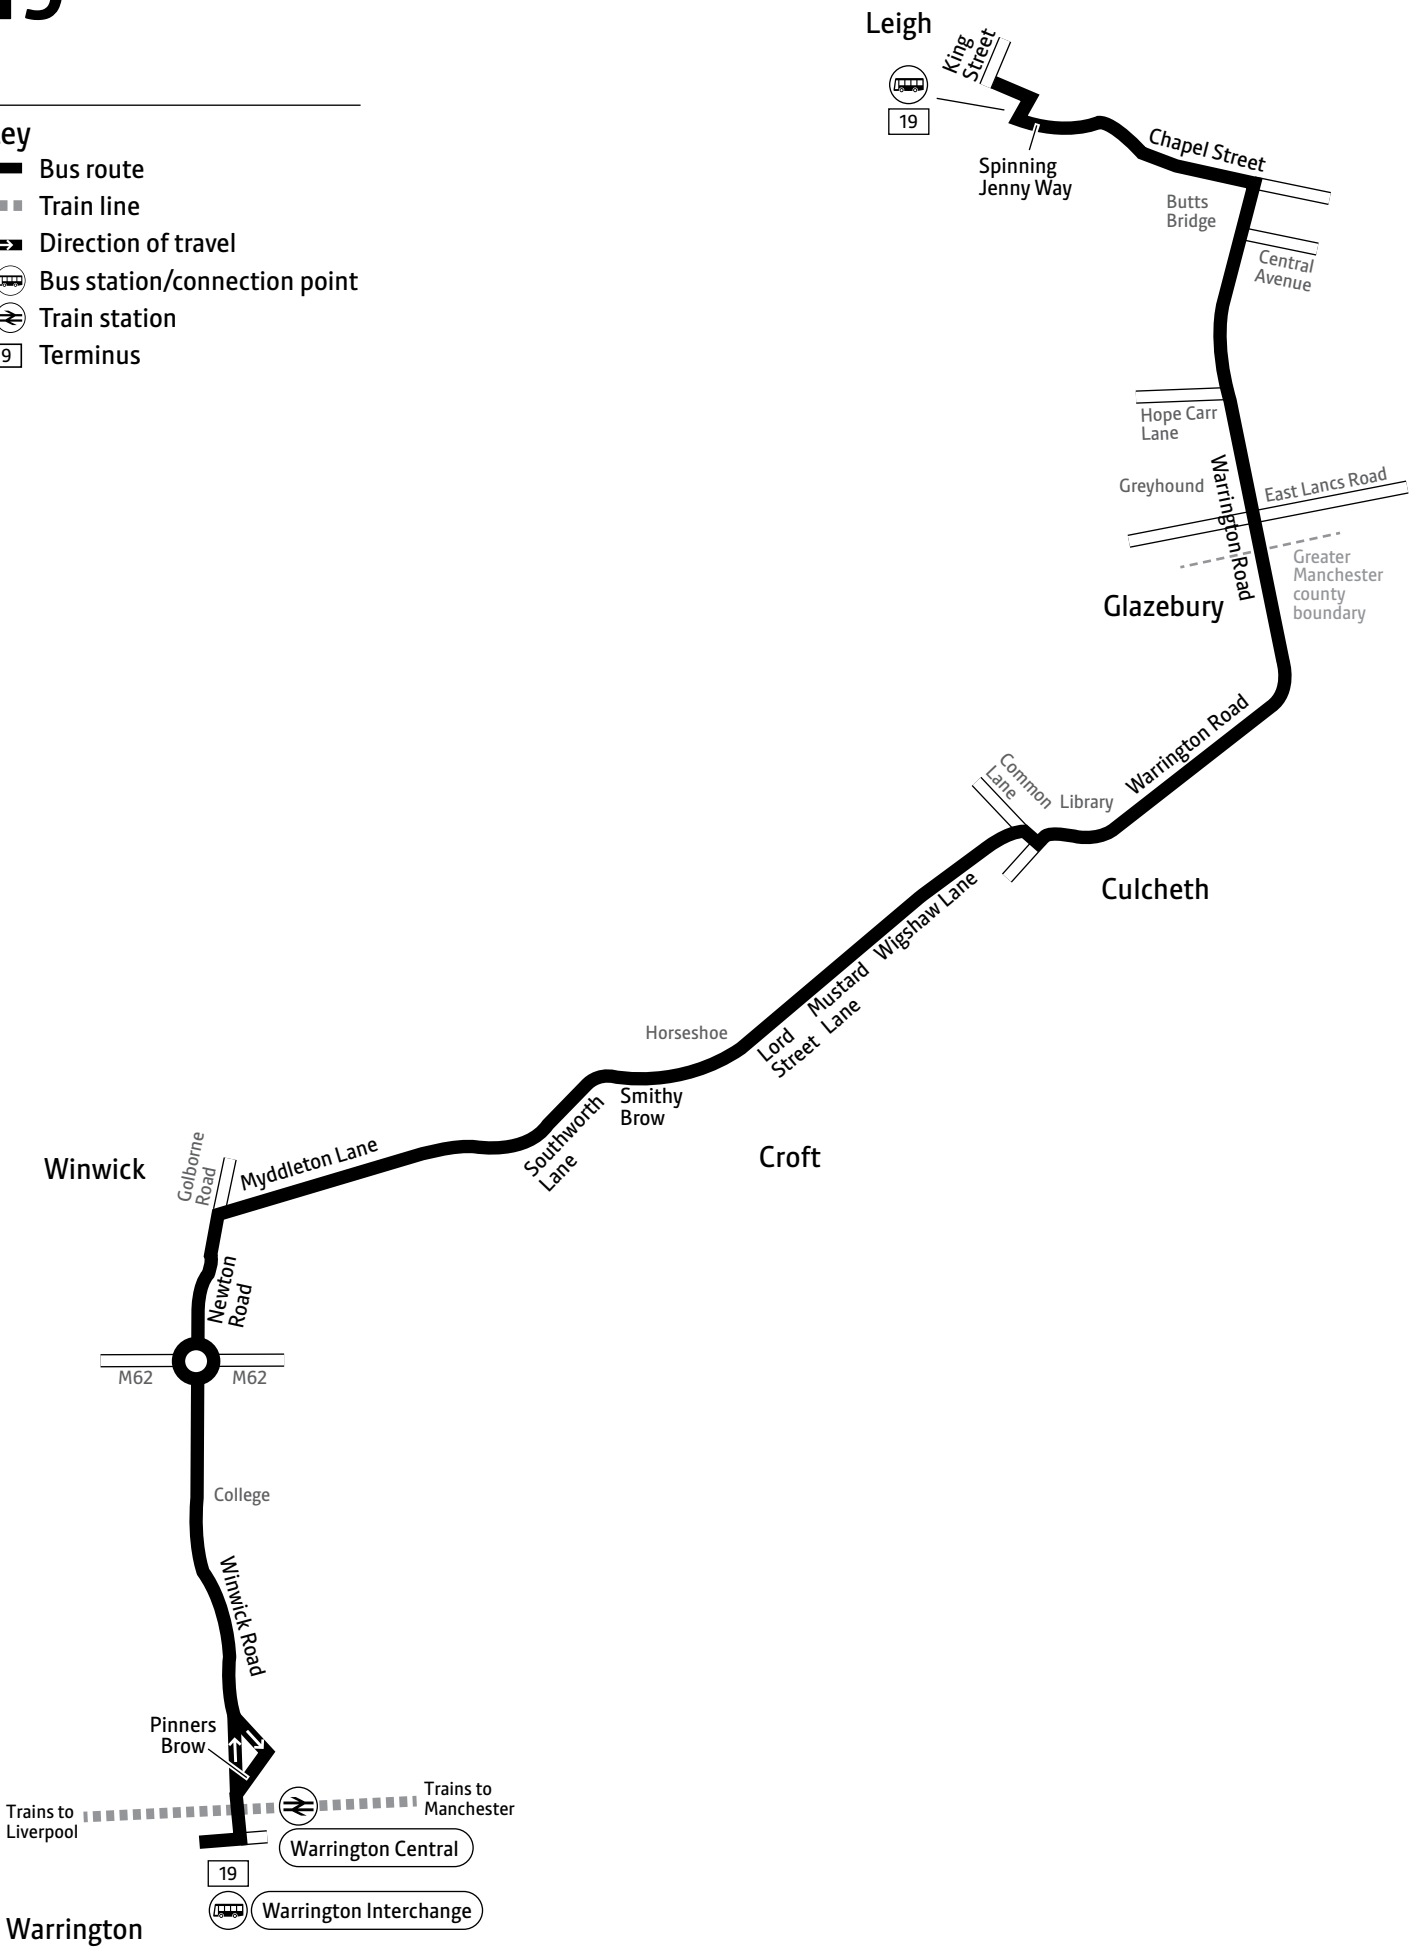 19
Leigh
King
Street
19
ey
Bus route
Train line
Direction of travel
Bus station/connection point
Train station
9
Terminus
Chapel Street
Spinning
Jenny Way
Butts
Bridge
Central
Avenue
Hope Carr
Lane
Greyhound
Warrington Road
East Lancs Road
Greater
Manchester
county
boundary
Glazebury
Warrington Road
Common
Lane
Library
Culcheth
Wigshaw Lane
Mustard
Lane
Lord
Street
Horseshoe
Smithy
Brow
Southworth
Lane
Croft
Winwick
Golborne
Road
Myddleton Lane
Newton
Road
M62
M62
College
Winwick Road
Pinners
Brow
Trains to
Liverpool
Trains to
Manchester
Warrington Central
19
Warrington Interchange
Warrington